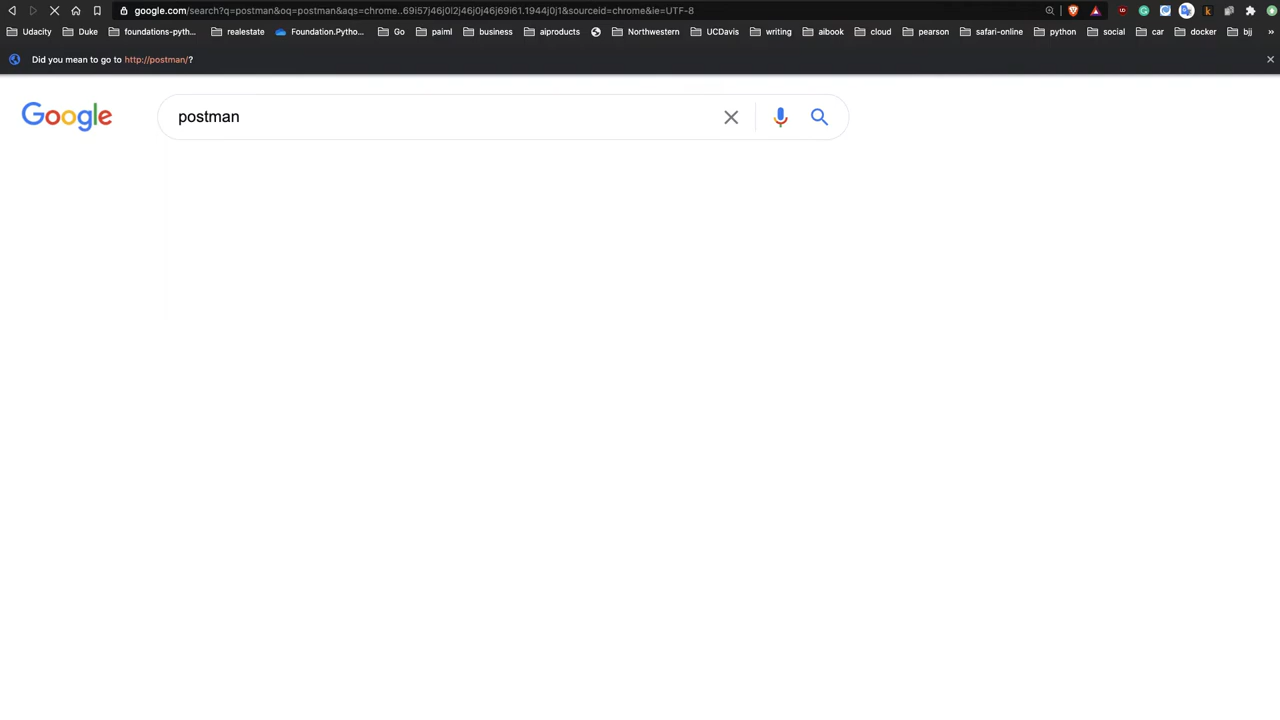 google.com/search?q=postman&oq=postman&aqs=chrome..69i57j46j0l2j46j0j46j69i61.1944j0j1&sourceid=chrome&ie=UTF-8
Udacity Duke foundations-pyth... realestate Foundation.Pytho... Go paiml business aiproducts Northwestern UCDavis writing aibook cloud pearson safari-online python social car docker bjj »
Did you mean to go to http://postman/?
Google postman